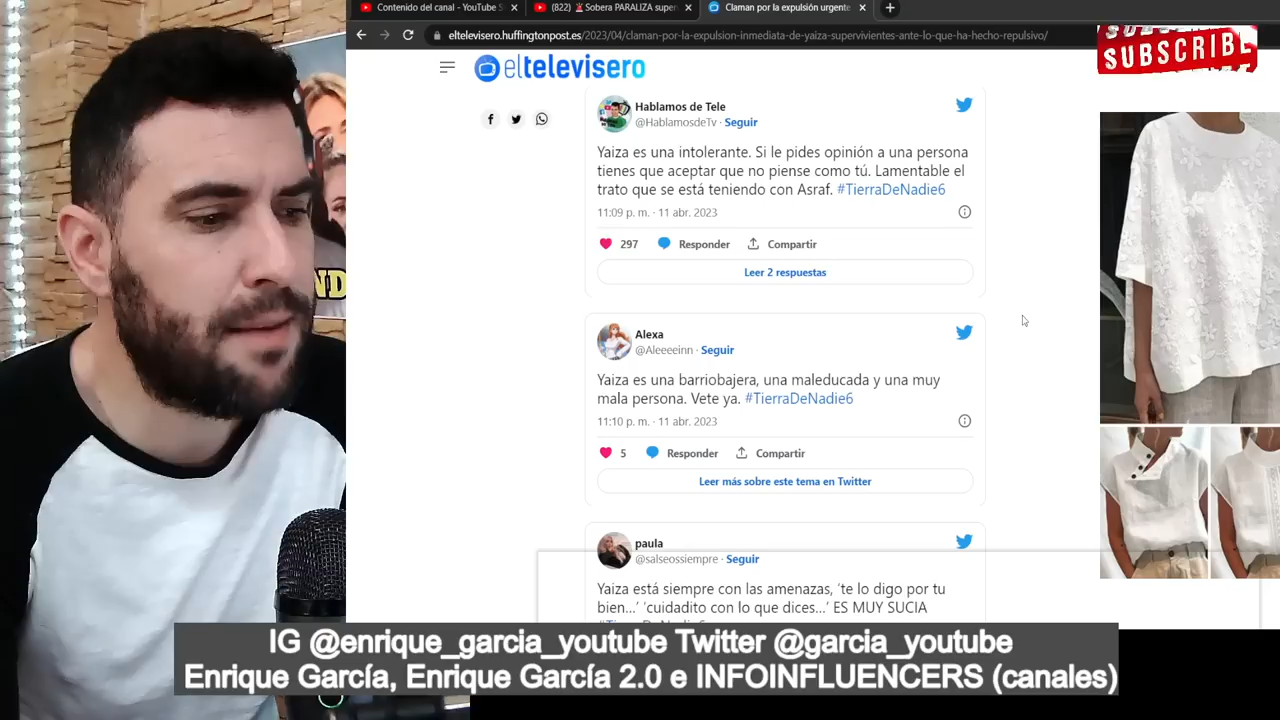 Contenido del canal - YouTube S
(822) 🚨Sobera PARALIZA super
Claman por la expulsión urgente
eltelevisero.huffingtonpost.es/2023/04/claman-por-la-expulsion-inmediata-de-yaiza-supervivientes-ante-lo-que-ha-hecho-repulsivo/
SUBSCRIBE
eltelevisero
Hablamos de Tele
@HablamosdeTv · Seguir
Yaiza es una intolerante. Si le pides opinión a una persona
tienes que aceptar que no piense como tú. Lamentable el
trato que se está teniendo con Asraf. #TierraDeNadie6
11:09 p. m. · 11 abr. 2023
297 Responder Compartir
Leer 2 respuestas
Alexa
@Aleeeeinn · Seguir
Yaiza es una barriobajera, una maleducada y una muy
mala persona. Vete ya. #TierraDeNadie6
11:10 p. m. · 11 abr. 2023
5 Responder Compartir
Leer más sobre este tema en Twitter
paula
@salseossiempre · Seguir
Yaiza está siempre con las amenazas, ‘te lo digo por tu
bien...’ ‘cuidadito con lo que dices...’ ES MUY SUCIA
IG @enrique_garcia_youtube Twitter @garcia_youtube
Enrique García, Enrique García 2.0 e INFOINFLUENCERS (canales)